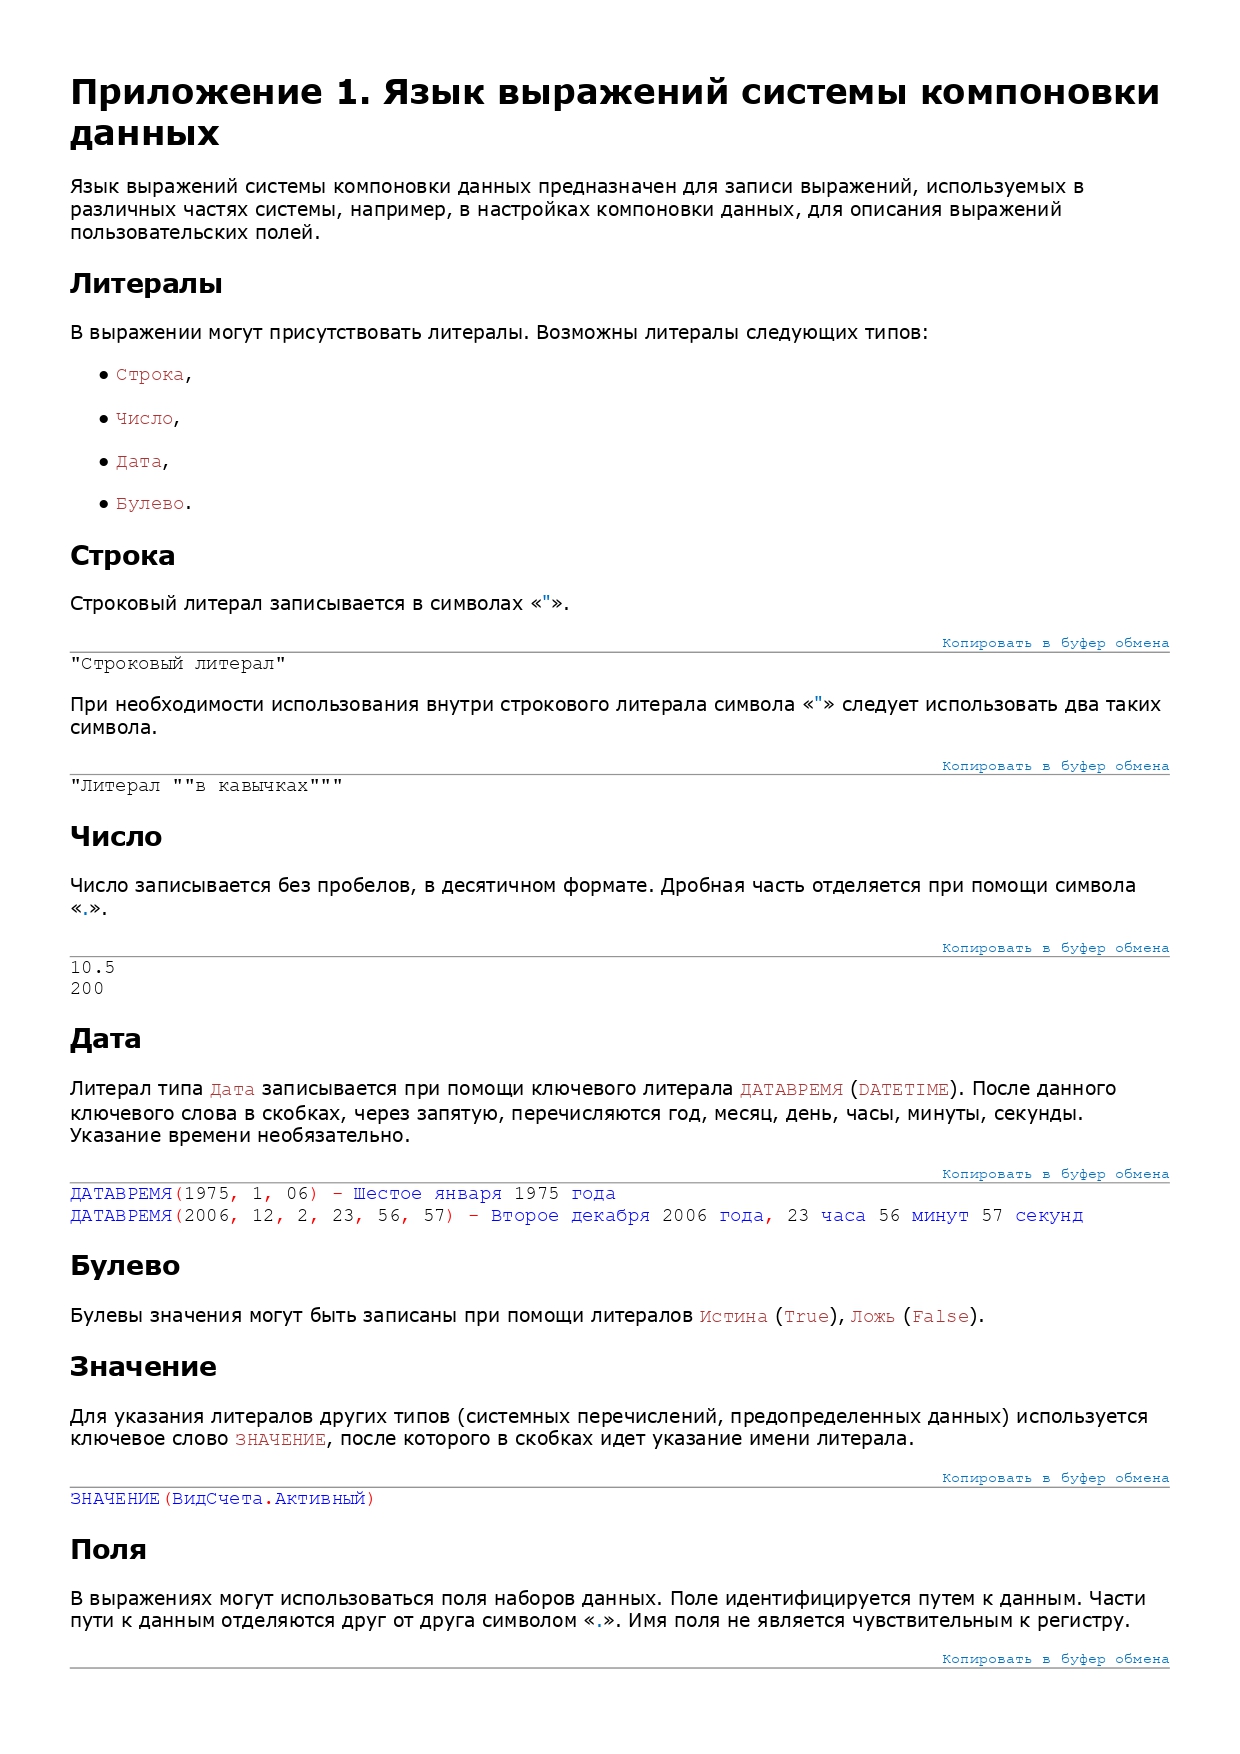 Приложение 1. Язык выражений системы компоновки
данных
Язык выражений системы компоновки данных предназначен для записи выражений, используемых в
различных частях системы, например, в настройках компоновки данных, для описания выражений
пользовательских полей.
Литералы
В выражении могут присутствовать литералы. Возможны литералы следующих типов:
● Строка,
● Число,
● Дата,
● Булево.
Строка
Строковый литерал записывается в символах «"».
Копировать в буфер обмена
"Строковый литерал"
При необходимости использования внутри строкового литерала символа «"» следует использовать два таких
символа.
Копировать в буфер обмена
"Литерал ""в кавычках"""
Число
Число записывается без пробелов, в десятичном формате. Дробная часть отделяется при помощи символа
«.».
Копировать в буфер обмена
10.5
200
Дата
Литерал типа Дата записывается при помощи ключевого литерала ДАТАВРЕМЯ (DATETIME). После данного
ключевого слова в скобках, через запятую, перечисляются год, месяц, день, часы, минуты, секунды.
Указание времени необязательно.
Копировать в буфер обмена
ДАТАВРЕМЯ(1975, 1, 06) – Шестое января 1975 года
ДАТАВРЕМЯ(2006, 12, 2, 23, 56, 57) – Второе декабря 2006 года, 23 часа 56 минут 57 секунд
Булево
Булевы значения могут быть записаны при помощи литералов Истина (True), Ложь (False).
Значение
Для указания литералов других типов (системных перечислений, предопределенных данных) используется
ключевое слово ЗНАЧЕНИЕ, после которого в скобках идет указание имени литерала.
Копировать в буфер обмена
ЗНАЧЕНИЕ(ВидСчета.Активный)
Поля
В выражениях могут использоваться поля наборов данных. Поле идентифицируется путем к данным. Части
пути к данным отделяются друг от друга символом «.». Имя поля не является чувствительным к регистру.
Копировать в буфер обмена